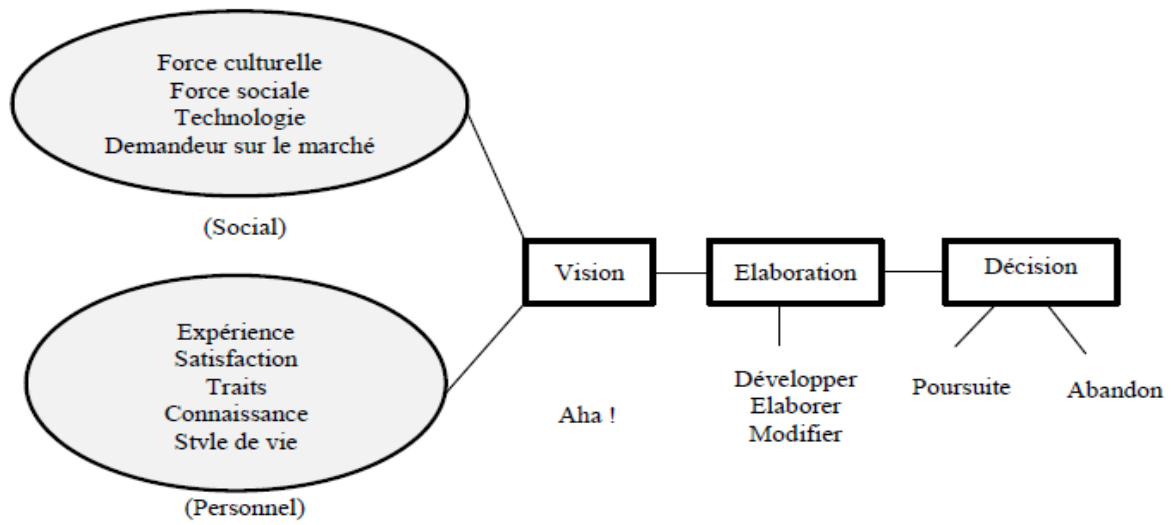 Force culturelle
Force sociale
Technologie
Demandeur sur le marché
(Social)
Expérience
Satisfaction
Traits
Connaissance
Style de vie
(Personnel)
Vision
Aha !
Elaboration
Développer
Elaborer
Modifier
Décision
Poursuite
Abandon